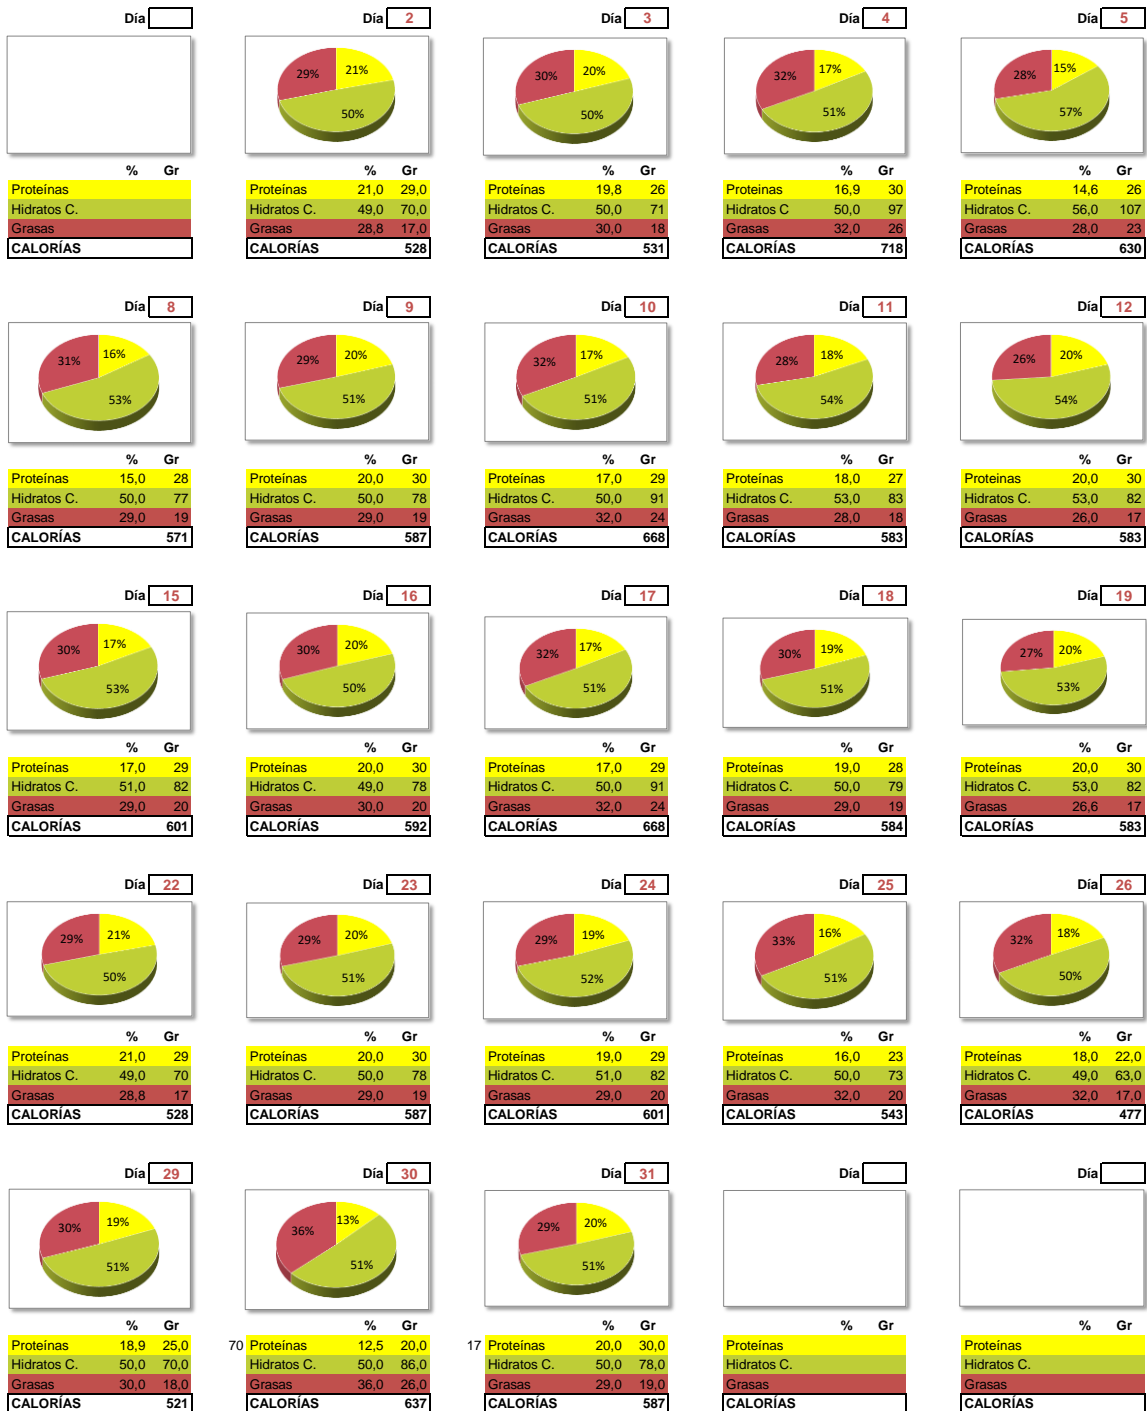 Día
Día 2
Día 3
Día 4
Día 5
29% 21% 50%
30% 20% 50%
32% 17% 51%
28% 15% 57%
% Gr % Gr % Gr % Gr % Gr
Proteínas Proteínas 21,0 29,0 Proteínas 19,8 26 Proteínas 16,9 30 Proteinas 14,6 26
Hidratos C. Hidratos C. 49,0 70,0 Hidratos C. 50,0 71 Hidratos C 50,0 97 Hidratos C. 56,0 107
Grasas Grasas 28,8 17,0 Grasas 30,0 18 Grasas 32,0 26 Grasas 28,0 23
CALORÍAS CALORÍAS 528 CALORÍAS 531 CALORÍAS 718 CALORÍAS 630
Día 8
Día 9
Día 10
Día 11
Día 12
31% 16% 53%
29% 20% 51%
32% 17% 51%
28% 18% 54%
26% 20% 54%
% Gr % Gr % Gr % Gr % Gr
Proteínas 15,0 28 Proteínas 20,0 30 Proteínas 17,0 29 Proteínas 18,0 27 Proteínas 20,0 30
Hidratos C. 50,0 77 Hidratos C. 50,0 78 Hidratos C. 50,0 91 Hidratos C. 53,0 83 Hidratos C. 53,0 82
Grasas 29,0 19 Grasas 29,0 19 Grasas 32,0 24 Grasas 28,0 18 Grasas 26,0 17
CALORÍAS 571 CALORÍAS 587 CALORÍAS 668 CALORÍAS 583 CALORÍAS 583
Día 15
Día 16
Día 17
Día 18
Día 19
30% 17% 53%
30% 20% 50%
32% 17% 51%
30% 19% 51%
27% 20% 53%
% Gr % Gr % Gr % Gr % Gr
Proteínas 17,0 29 Proteínas 20,0 30 Proteínas 17,0 29 Proteínas 19,0 28 Proteínas 20,0 30
Hidratos C. 51,0 82 Hidratos C. 49,0 78 Hidratos C. 50,0 91 Hidratos C. 50,0 79 Hidratos C. 53,0 82
Grasas 29,0 20 Grasas 30,0 20 Grasas 32,0 24 Grasas 29,0 19 Grasas 26,6 17
CALORÍAS 601 CALORÍAS 592 CALORÍAS 668 CALORÍAS 584 CALORÍAS 583
Día 22
Día 23
Día 24
Día 25
Día 26
29% 21% 50%
29% 20% 51%
29% 19% 52%
33% 16% 51%
32% 18% 50%
% Gr % Gr % Gr % Gr % Gr
Proteínas 21,0 29 Proteínas 20,0 30 Proteínas 19,0 29 Proteínas 16,0 23 Proteínas 18,0 22,0
Hidratos C. 49,0 70 Hidratos C. 50,0 78 Hidratos C. 51,0 82 Hidratos C. 50,0 73 Hidratos C. 49,0 63,0
Grasas 28,8 17 Grasas 29,0 19 Grasas 29,0 20 Grasas 32,0 20 Grasas 32,0 17,0
CALORÍAS 528 CALORÍAS 587 CALORÍAS 601 CALORÍAS 543 CALORÍAS 477
Día 29
Día 30
Día 31
Día
Día
30% 19% 51%
36% 13% 51%
29% 20% 51%
% Gr % Gr % Gr % Gr % Gr
Proteínas 18,9 25,0 70 Proteínas 12,5 20,0 17 Proteínas 20,0 30,0 Proteínas Proteínas
Hidratos C. 50,0 70,0 Hidratos C. 50,0 86,0 Hidratos C. 50,0 78,0 Hidratos C. Hidratos C.
Grasas 30,0 18,0 Grasas 36,0 26,0 Grasas 29,0 19,0 Grasas Grasas
CALORÍAS 521 CALORÍAS 637 CALORÍAS 587 CALORÍAS CALORÍAS